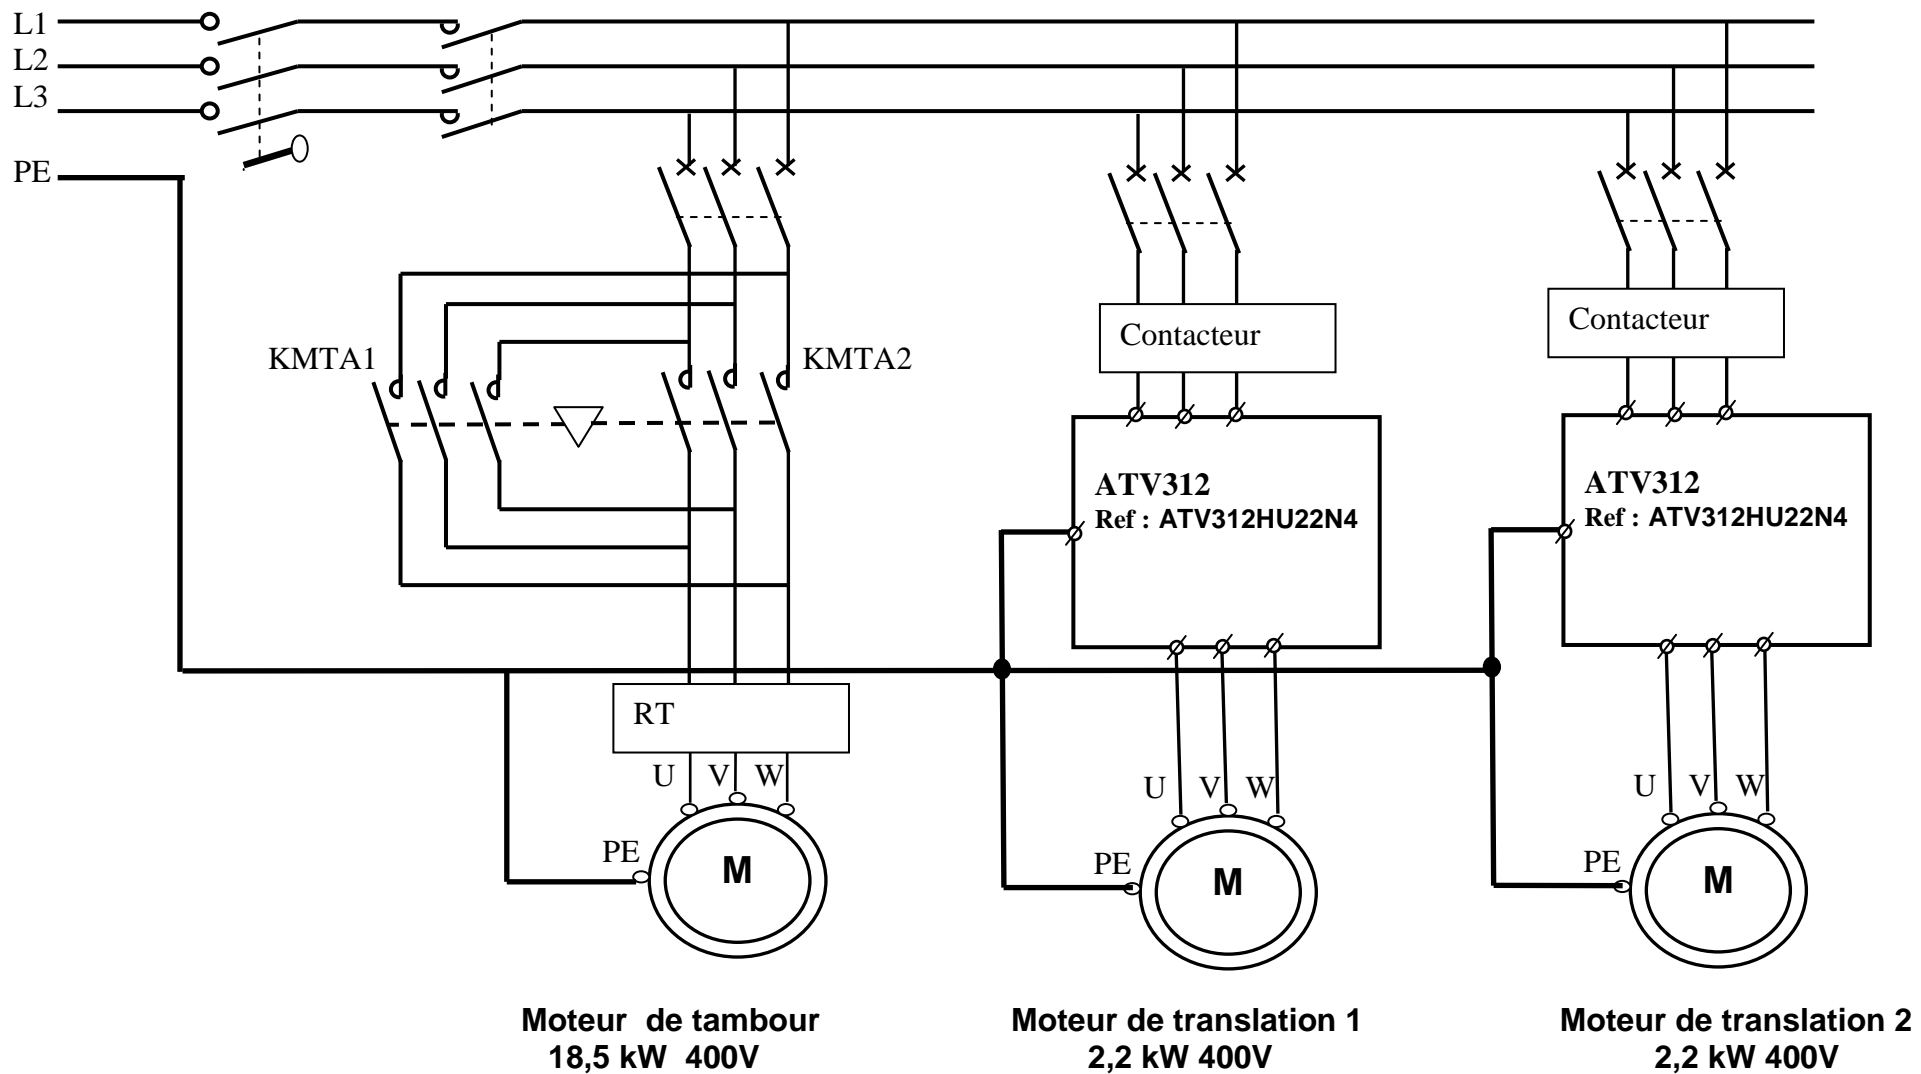 L1
L2
L3
PE
KMTA1
KMTA2
Contacteur
Contacteur
ATV312
Ref : ATV312HU22N4
ATV312
Ref : ATV312HU22N4
RT
U V W
PE
M
U V W
PE
M
U V W
PE
M
Moteur de tambour
18,5 kW 400V
Moteur de translation 1
2,2 kW 400V
Moteur de translation 2
2,2 kW 400V